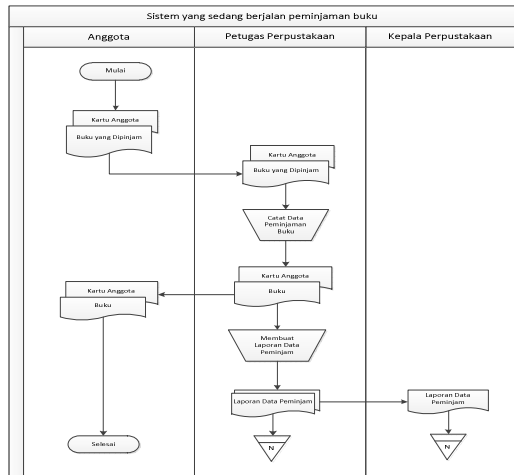 Sistem yang sedang berjalan peminjaman buku
Anggota
Petugas Perpustakaan
Kepala Perpustakaan
Mulai
Kartu Anggota
Buku yang Dipinjam
Kartu Anggota
Buku yang Dipinjam
Catat Data
Peminjaman
Buku
Kartu Anggota
Buku
Kartu Anggota
Buku
Membuat
Laporan Data
Peminjam
Laporan Data Peminjam
Laporan Data
Peminjam
Selesai
N
N